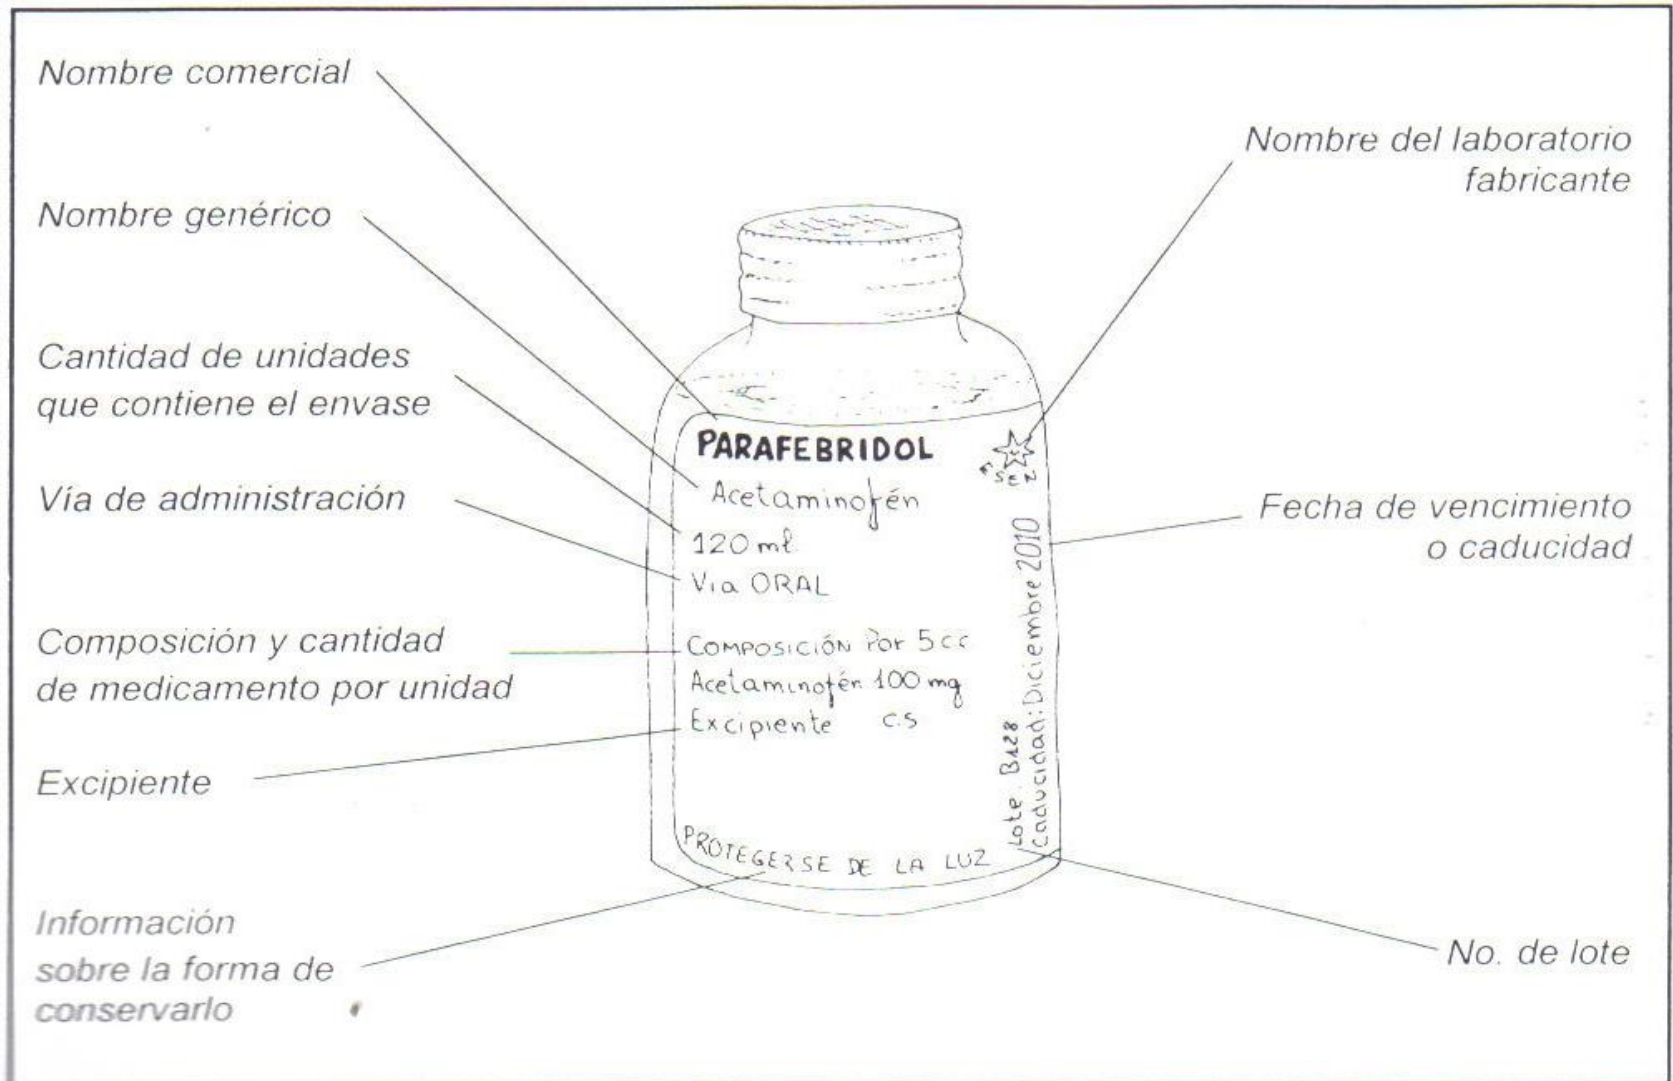 Nombre comercial
Nombre genérico
Cantidad de unidades
que contiene el envase
Vía de administración
Composición y cantidad
de medicamento por unidad
Excipiente
Información
sobre la forma de
conservarlo
PARAFEBRIDOL
Acetaminofén
120 ml.
Via ORAL
COMPOSICIÓN Por 5 cc
Acetaminofén 100 mg
Excipiente c.s
PROTEGERSE DE LA LUZ
ESEN
Lote. B128
Caducidad: Diciembre 2010
Nombre del laboratorio
fabricante
Fecha de vencimiento
o caducidad
No. de lote